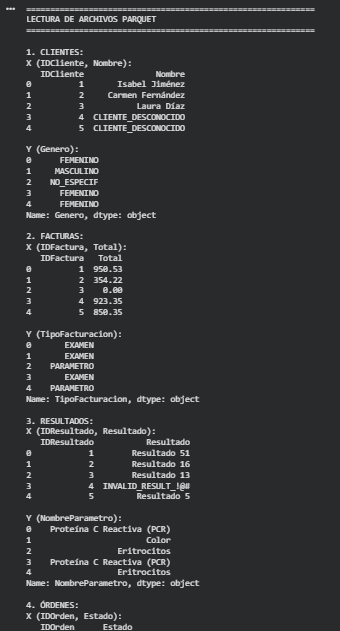 ... ============================================================
LECTURA DE ARCHIVOS PARQUET
============================================================
1. CLIENTES:
X (IDCliente, Nombre):
IDCliente Nombre
0 1 Isabel Jiménez
1 2 Carmen Fernández
2 3 Laura Díaz
3 4 CLIENTE_DESCONOCIDO
4 5 CLIENTE_DESCONOCIDO
Y (Genero):
0 FEMENINO
1 MASCULINO
2 NO_ESPECIF
3 FEMENINO
4 FEMENINO
Name: Genero, dtype: object
2. FACTURAS:
X (IDFactura, Total):
IDFactura Total
0 1 950.53
1 2 354.22
2 3 0.00
3 4 923.35
4 5 850.35
Y (TipoFacturacion):
0 EXAMEN
1 EXAMEN
2 PARAMETRO
3 EXAMEN
4 PARAMETRO
Name: TipoFacturacion, dtype: object
3. RESULTADOS:
X (IDResultado, Resultado):
IDResultado Resultado
0 1 Resultado 51
1 2 Resultado 16
2 3 Resultado 13
3 4 INVALID_RESULT_!@#
4 5 Resultado 5
Y (NombreParametro):
0 Proteína C Reactiva (PCR)
1 Color
2 Eritrocitos
3 Proteína C Reactiva (PCR)
4 Eritrocitos
Name: NombreParametro, dtype: object
4. ÓRDENES:
X (IDOrden, Estado):
IDOrden Estado